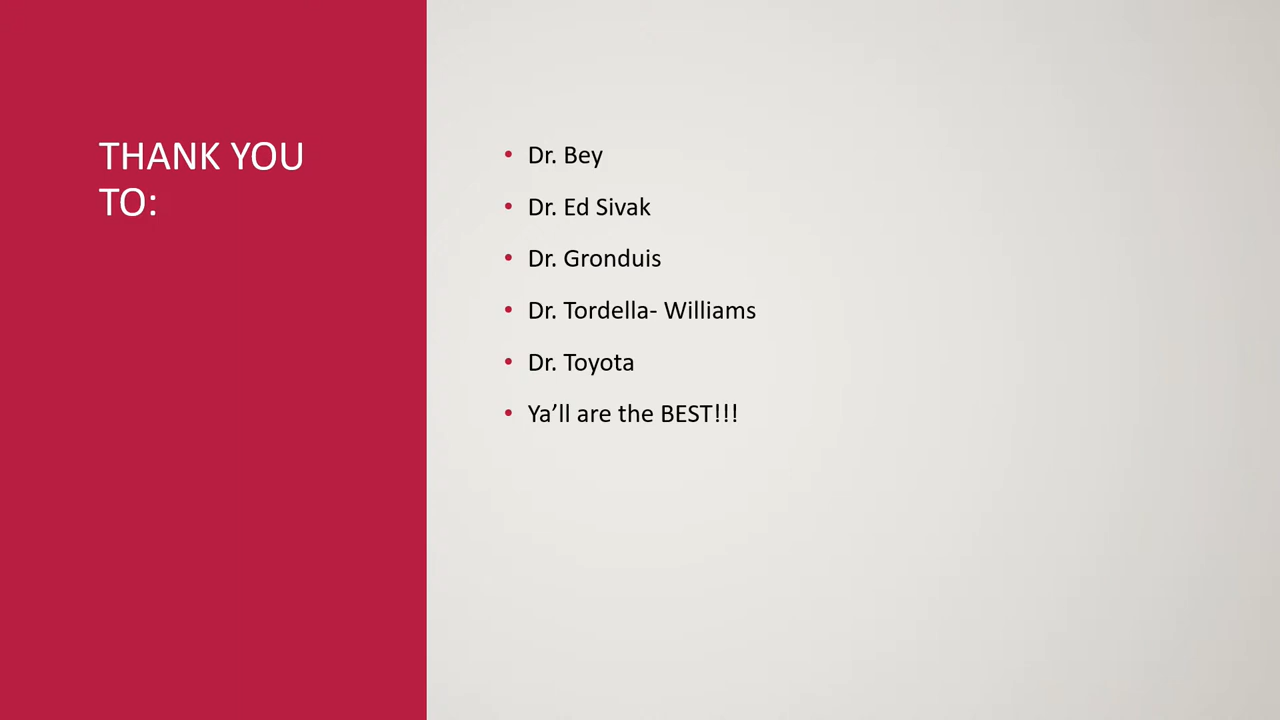 THANK YOU
TO:
• Dr. Bey
• Dr. Ed Sivak
• Dr. Gronduis
• Dr. Tordella- Williams
• Dr. Toyota
• Ya’ll are the BEST!!!